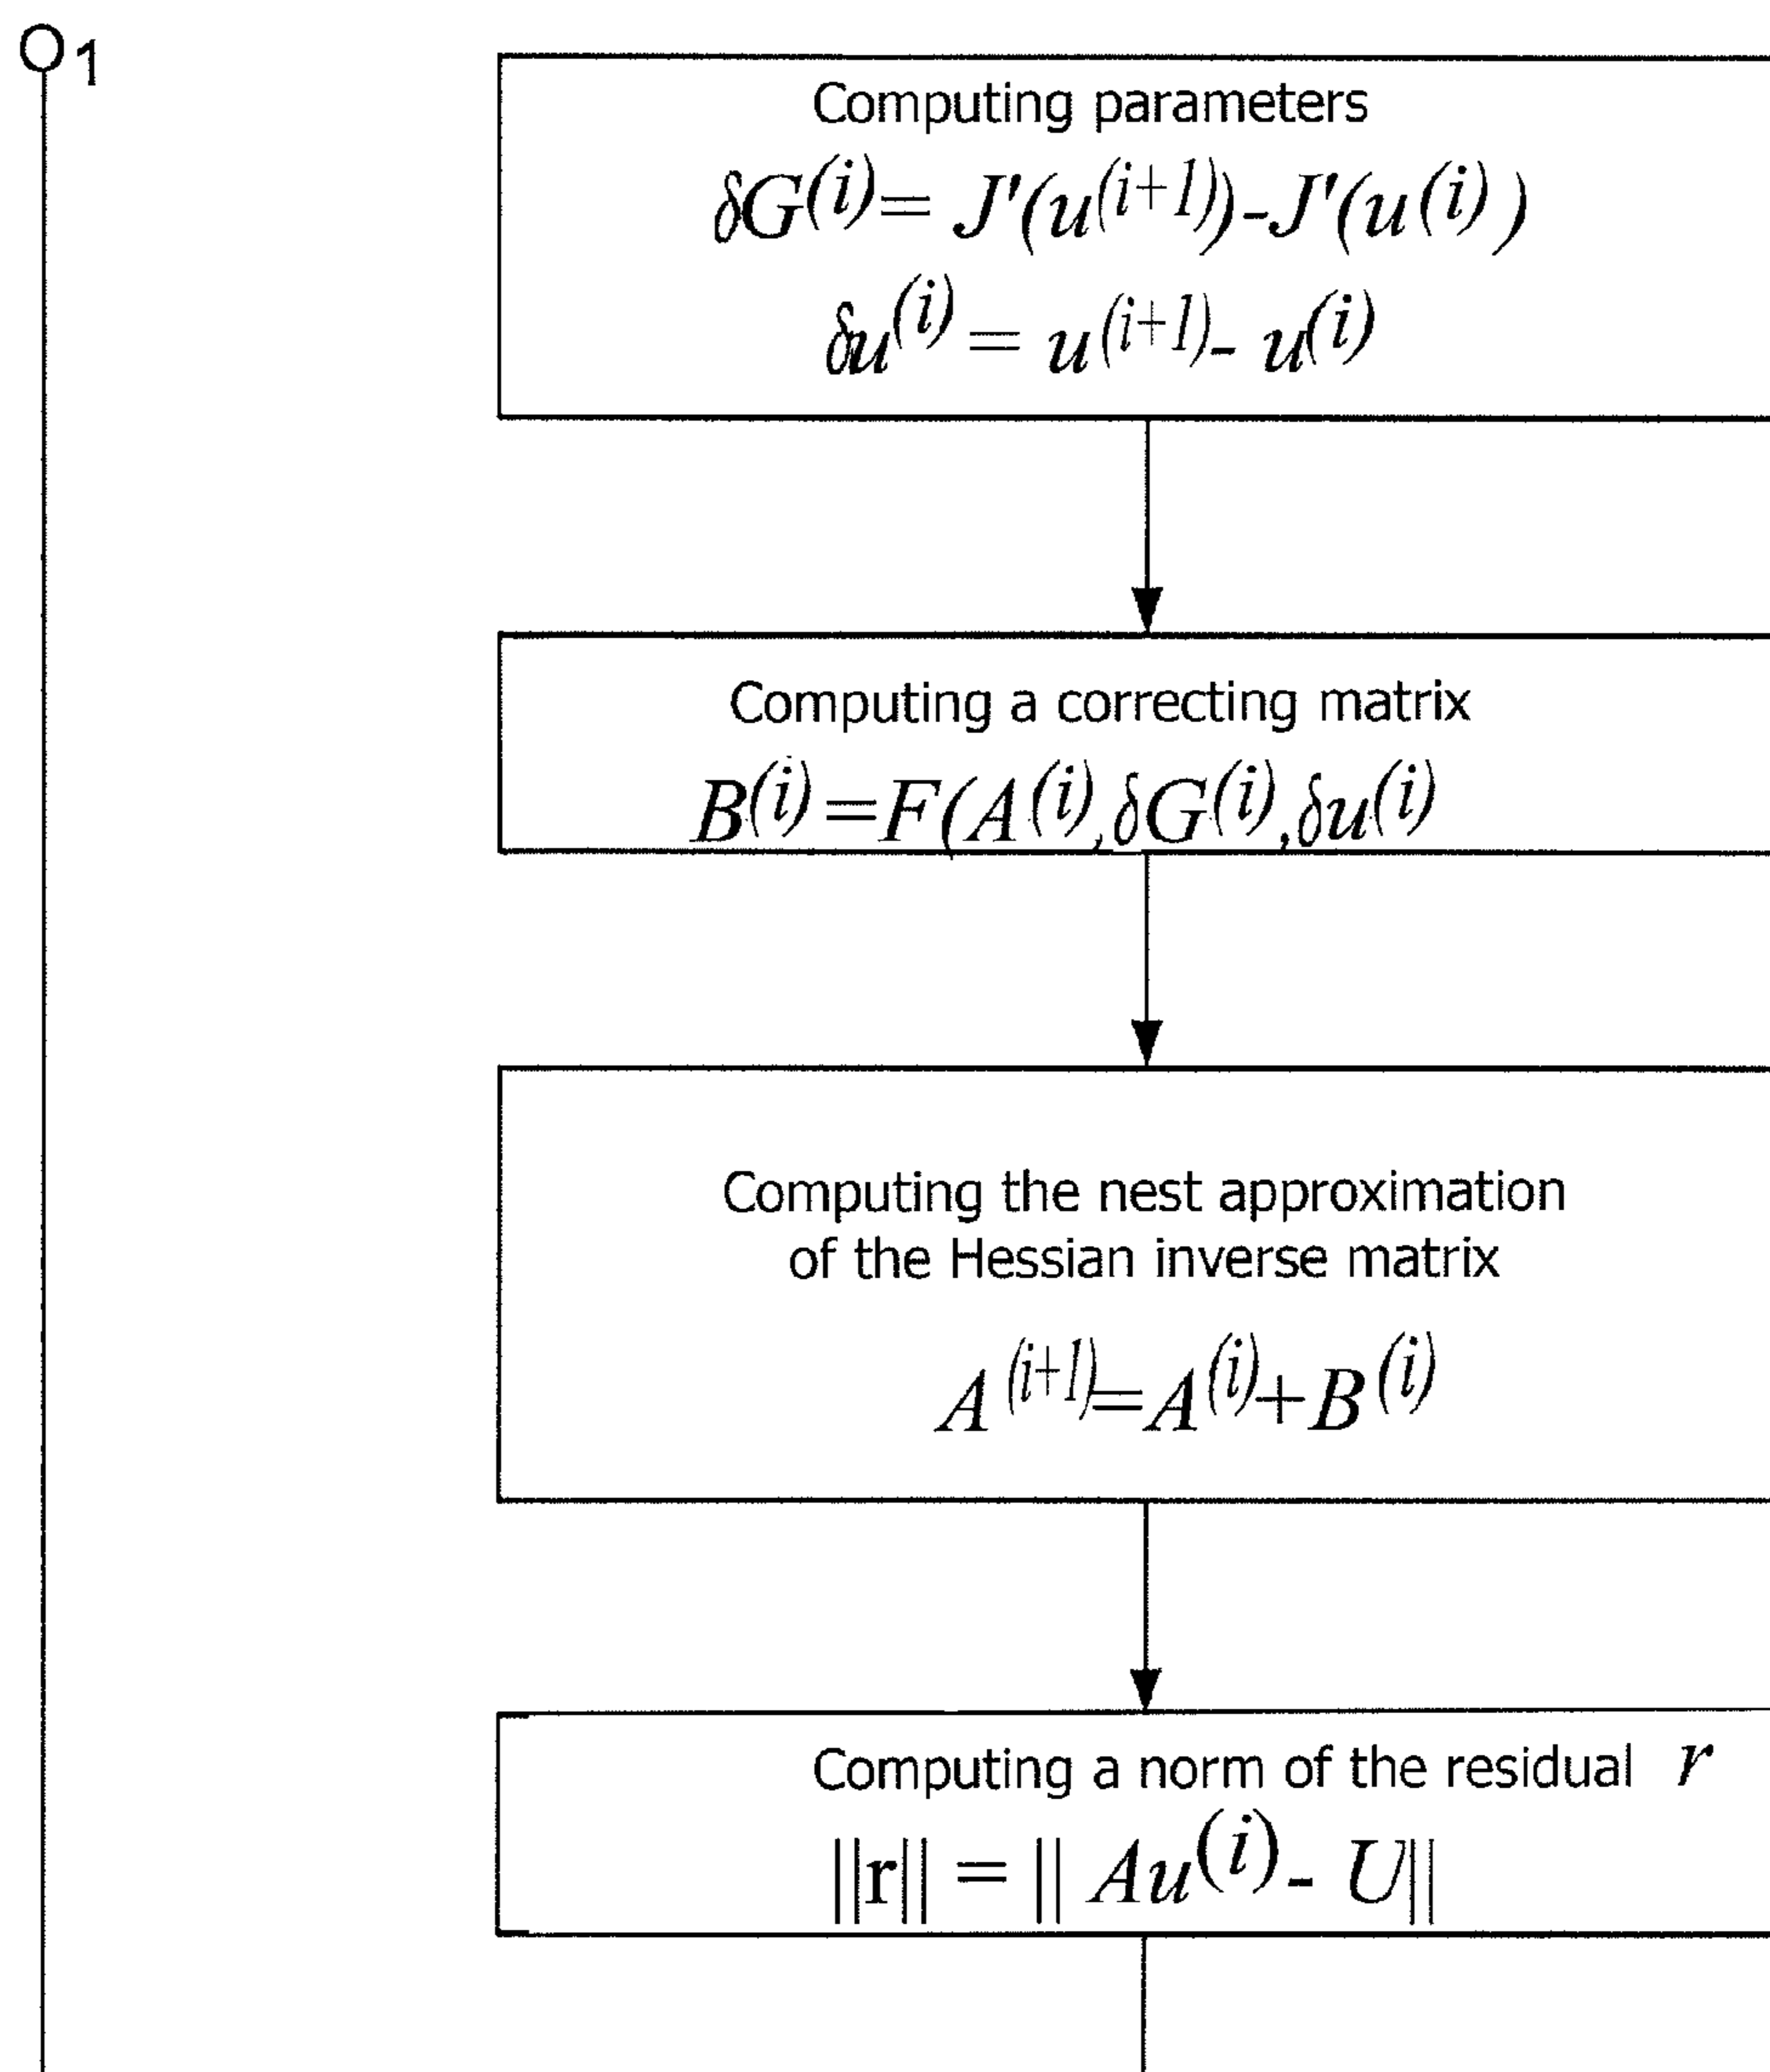 1
Computing parameters
δG⁽ⁱ⁾= J'(u⁽ⁱ⁺¹⁾)-J'(u⁽ⁱ⁾)
δu⁽ⁱ⁾= u⁽ⁱ⁺¹⁾- u⁽ⁱ⁾
Computing a correcting matrix
B⁽ⁱ⁾=F(A⁽ⁱ⁾,δG⁽ⁱ⁾,δu⁽ⁱ⁾
Computing the nest approximation
of the Hessian inverse matrix
A⁽ⁱ⁺¹⁾=A⁽ⁱ⁾+B⁽ⁱ⁾
Computing a norm of the residual r
||r|| = || Au⁽ⁱ⁾- U||